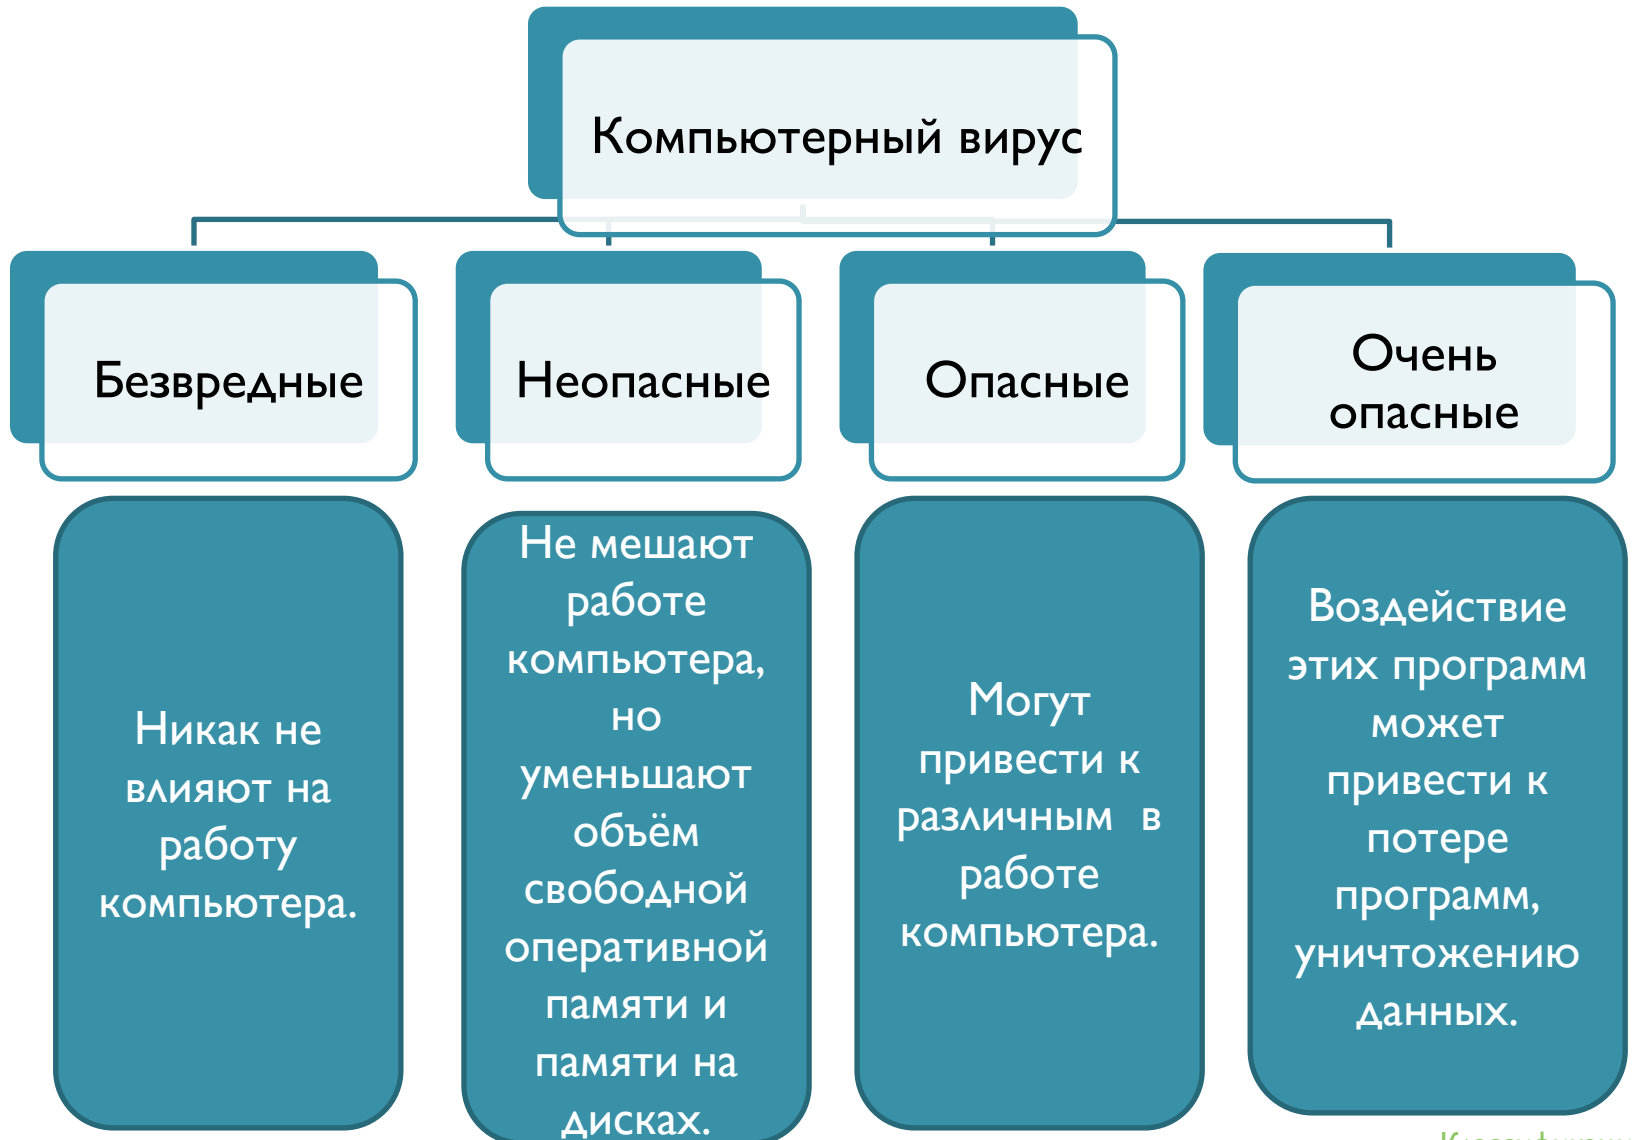 Компьютерный вирус
Безвредные
Неопасные
Опасные
Очень
опасные
Никак не
влияют на
работу
компьютера.
Не мешают
работе
компьютера,
но
уменьшают
объём
свободной
оперативной
памяти и
памяти на
дисках.
Могут
привести к
различным в
работе
компьютера.
Воздействие
этих программ
может
привести к
потере
программ,
уничтожению
данных.